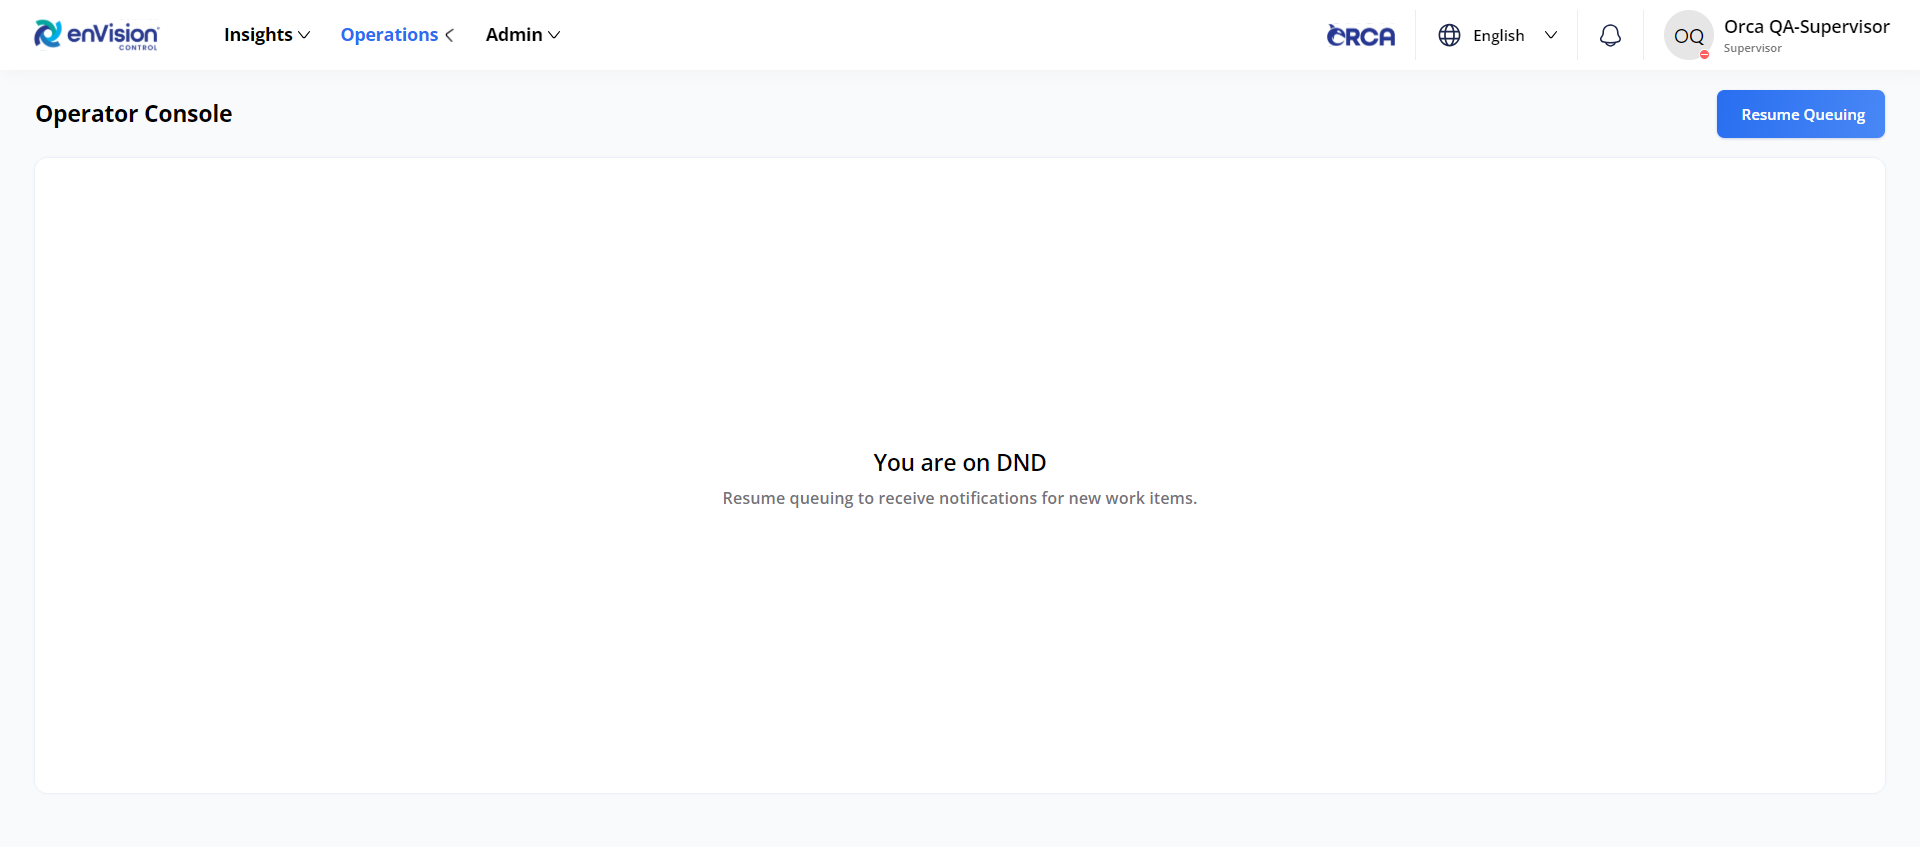 enVision
CONTROL
Insights
Operations
Admin
ORCA
English
OQ
Orca QA-Supervisor
Supervisor
Operator Console
Resume Queuing
You are on DND
Resume queuing to receive notifications for new work items.